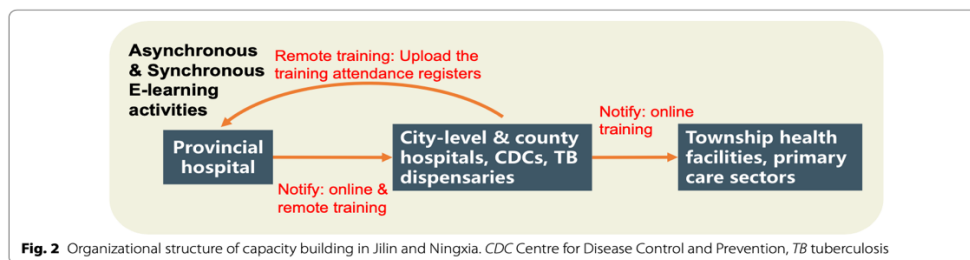 Asynchronous
& Synchronous
E-learning
activities
Remote training: Upload the
training attendance registers
Provincial
hospital
Notify: online &
remote training
City-level & county
hospitals, CDCs, TB
dispensaries
Notify: online
training
Township health
facilities, primary
care sectors
Fig. 2 Organizational structure of capacity building in Jilin and Ningxia. CDC Centre for Disease Control and Prevention, TB tuberculosis